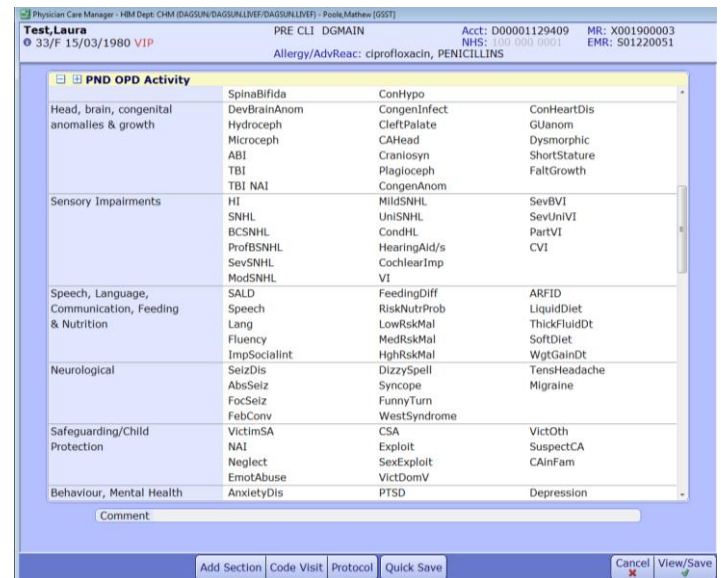 Physician Care Manager - HIM Dept: CHM (DAGSUN/DAGSUN.LIVEF/DAGSUN.LIVEF) - Poole,Mathew [GSST]
Test,Laura PRE CLI DGMAIN Acct: D00001129409 MR: X001900003
33/F 15/03/1980 VIP NHS: 100 000 0001 EMR: S01220051
Allergy/AdvReac: ciprofloxacin, PENICILLINS
PND OPD Activity
SpinaBifida ConHypo
Head, brain, congenital DevBrainAnom CongenInfect ConHeartDis
anomalies & growth Hydroceph CleftPalate GUanom
Microceph CAHead Dysmorphic
ABI Craniosyn ShortStature
TBI Plagioceph FaltGrowth
TBI NAI CongenAnom
Sensory Impairments HI MildSNHL SevBVI
SNHL UniSNHL SevUniVI
BCSNHL CondHL PartVI
ProfBSNHL HearingAid/s CVI
SevSNHL CochlearImp
ModSNHL VI
Speech, Language, SALD FeedingDiff ARFID
Communication, Feeding Speech RiskNutrProb LiquidDiet
& Nutrition Lang LowRskMal ThickFluidDt
Fluency MedRskMal SoftDiet
ImpSocialint HghRskMal WgtGainDt
Neurological SeizDis DizzySpell TensHeadache
AbsSeiz Syncope Migraine
FocSeiz FunnyTurn
FebConv WestSyndrome
Safeguarding/Child VictimSA CSA VictOth
Protection NAI Exploit SuspectCA
Neglect SexExploit CAinFam
EmotAbuse VictDomV
Behaviour, Mental Health AnxietyDis PTSD Depression
Comment
Add Section Code Visit Protocol Quick Save Cancel View/Save